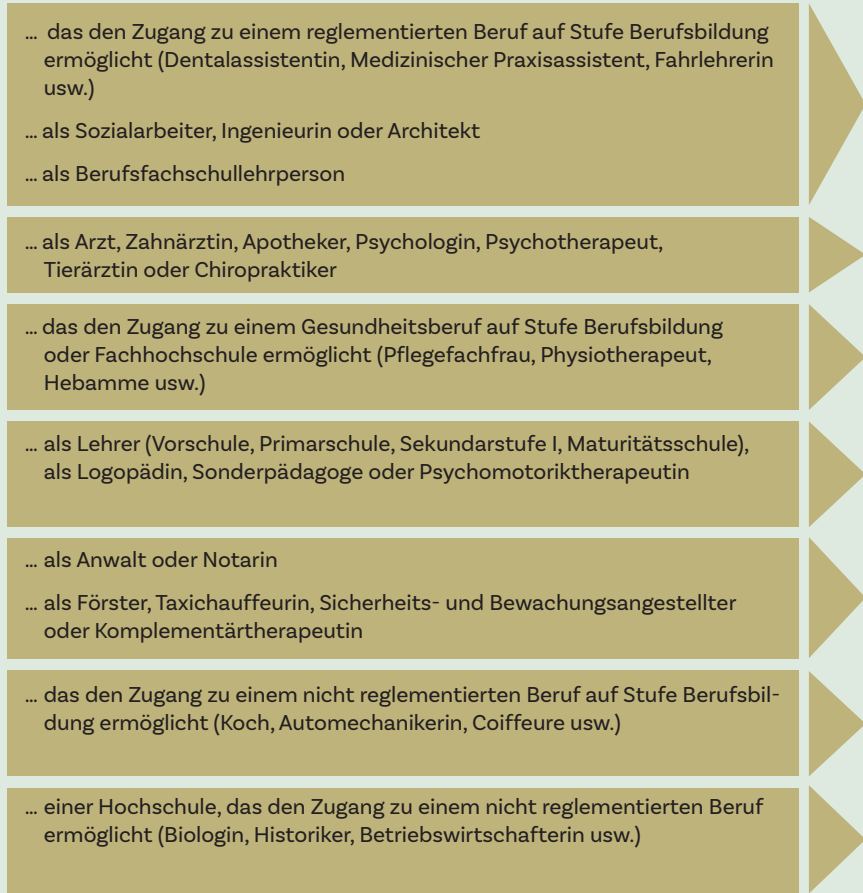 … das den Zugang zu einem reglementierten Beruf auf Stufe Berufsbildung
ermöglicht (Dentalassistentin, Medizinischer Praxisassistent, Fahrlehrerin
usw.)
… als Sozialarbeiter, Ingenieurin oder Architekt
… als Berufsfachschullehrperson
… als Arzt, Zahnärztin, Apotheker, Psychologin, Psychotherapeut,
Tierärztin oder Chiropraktiker
… das den Zugang zu einem Gesundheitsberuf auf Stufe Berufsbildung
oder Fachhochschule ermöglicht (Pflegefachfrau, Physiotherapeut,
Hebamme usw.)
… als Lehrer (Vorschule, Primarschule, Sekundarstufe I, Maturitätsschule),
als Logopädin, Sonderpädagoge oder Psychomotoriktherapeutin
… als Anwalt oder Notarin
… als Förster, Taxichauffeurin, Sicherheits- und Bewachungsangestellter
oder Komplementärtherapeutin
… das den Zugang zu einem nicht reglementierten Beruf auf Stufe Berufsbil-
dung ermöglicht (Koch, Automechanikerin, Coiffeure usw.)
… einer Hochschule, das den Zugang zu einem nicht reglementierten Beruf
ermöglicht (Biologin, Historiker, Betriebswirtschafterin usw.)